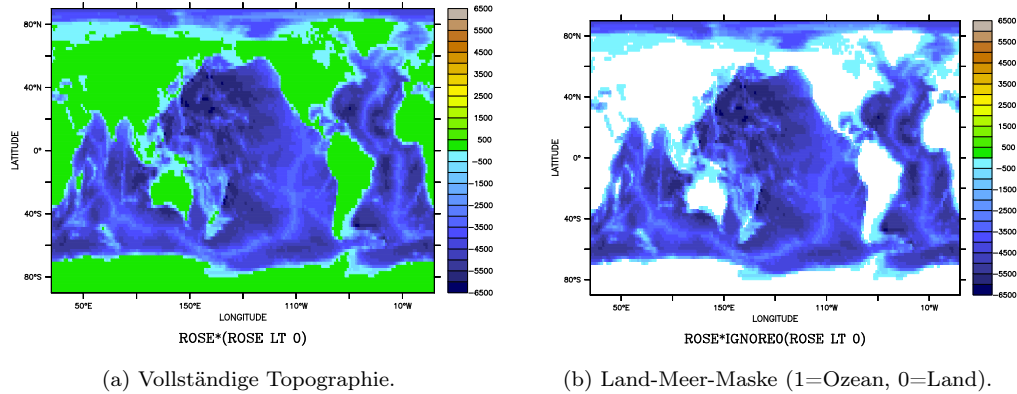 80°N
40°N
0°
40°S
80°S
LATITUDE
50°E
150°E
110°W
10°W
LONGITUDE
ROSE*(ROSE LT 0)
6500
5500
4500
3500
2500
1500
500
−500
−1500
−2500
−3500
−4500
−5500
−6500
(a) Vollständige Topographie.
80°N
40°N
0°
40°S
80°S
LATITUDE
50°E
150°E
110°W
10°W
LONGITUDE
ROSE*IGNORE0(ROSE LT 0)
6500
5500
4500
3500
2500
1500
500
−500
−1500
−2500
−3500
−4500
−5500
−6500
(b) Land-Meer-Maske (1=Ozean, 0=Land).